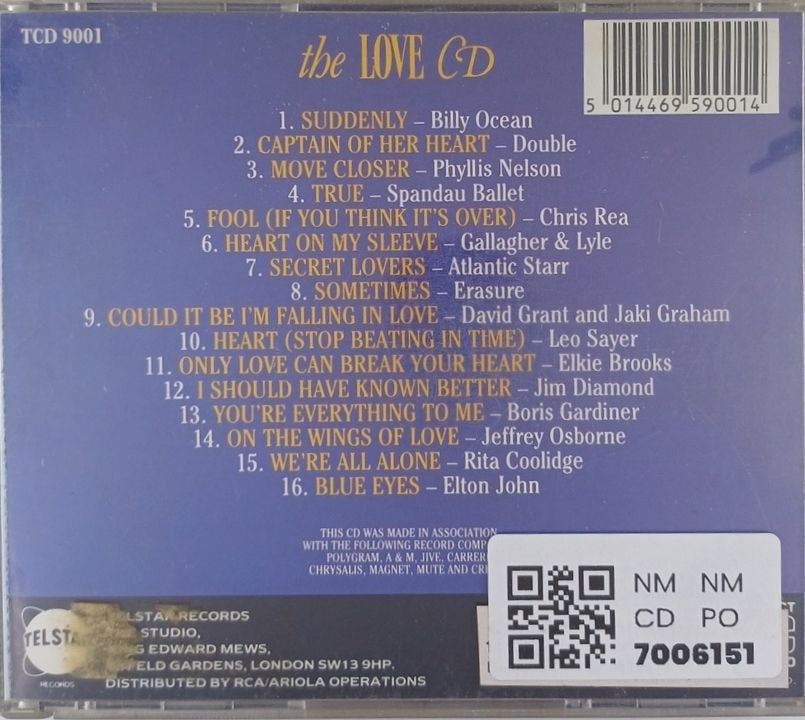 TCD 9001
the LOVE CD
5 014469 590014
1. SUDDENLY – Billy Ocean
2. CAPTAIN OF HER HEART – Double
3. MOVE CLOSER – Phyllis Nelson
4. TRUE – Spandau Ballet
5. FOOL (IF YOU THINK IT'S OVER) – Chris Rea
6. HEART ON MY SLEEVE – Gallagher & Lyle
7. SECRET LOVERS – Atlantic Starr
8. SOMETIMES – Erasure
9. COULD IT BE I'M FALLING IN LOVE – David Grant and Jaki Graham
10. HEART (STOP BEATING IN TIME) – Leo Sayer
11. ONLY LOVE CAN BREAK YOUR HEART – Elkie Brooks
12. I SHOULD HAVE KNOWN BETTER – Jim Diamond
13. YOU'RE EVERYTHING TO ME – Boris Gardiner
14. ON THE WINGS OF LOVE – Jeffrey Osborne
15. WE'RE ALL ALONE – Rita Coolidge
16. BLUE EYES – Elton John
THIS CD WAS MADE IN ASSOCIATION
WITH THE FOLLOWING RECORD
POLYGRAM, A & M, JIVE,
CHRYSALIS, MAGNET, MUTE AND
NM NM
CD PO
7006151
RECORDS
STUDIO,
EDWARD MEWS,
GARDENS, LONDON SW13 9HP.
DISTRIBUTED BY RCA/ARIOLA OPERATIONS
RECORDS